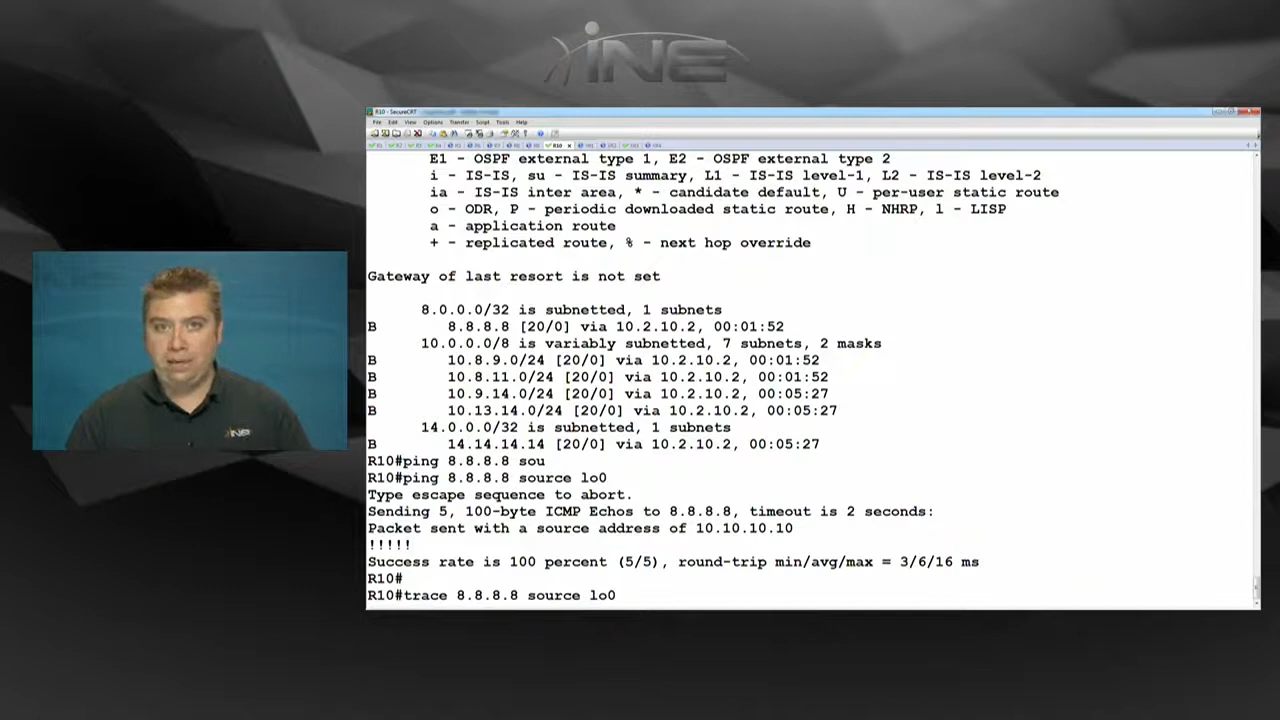 iNE
R10 - SecureCRT
File Edit View Options Transfer Script Tools Help
E1 - OSPF external type 1, E2 - OSPF external type 2
i - IS-IS, su - IS-IS summary, L1 - IS-IS level-1, L2 - IS-IS level-2
ia - IS-IS inter area, * - candidate default, U - per-user static route
o - ODR, P - periodic downloaded static route, H - NHRP, l - LISP
a - application route
+ - replicated route, % - next hop override
Gateway of last resort is not set
8.0.0.0/32 is subnetted, 1 subnets
B 8.8.8.8 [20/0] via 10.2.10.2, 00:01:52
10.0.0.0/8 is variably subnetted, 7 subnets, 2 masks
B 10.8.9.0/24 [20/0] via 10.2.10.2, 00:01:52
B 10.8.11.0/24 [20/0] via 10.2.10.2, 00:01:52
B 10.9.14.0/24 [20/0] via 10.2.10.2, 00:05:27
B 10.13.14.0/24 [20/0] via 10.2.10.2, 00:05:27
14.0.0.0/32 is subnetted, 1 subnets
B 14.14.14.14 [20/0] via 10.2.10.2, 00:05:27
R10#ping 8.8.8.8 sou
R10#ping 8.8.8.8 source lo0
Type escape sequence to abort.
Sending 5, 100-byte ICMP Echos to 8.8.8.8, timeout is 2 seconds:
Packet sent with a source address of 10.10.10.10
!!!!!
Success rate is 100 percent (5/5), round-trip min/avg/max = 3/6/16 ms
R10#
R10#trace 8.8.8.8 source lo0
iNE